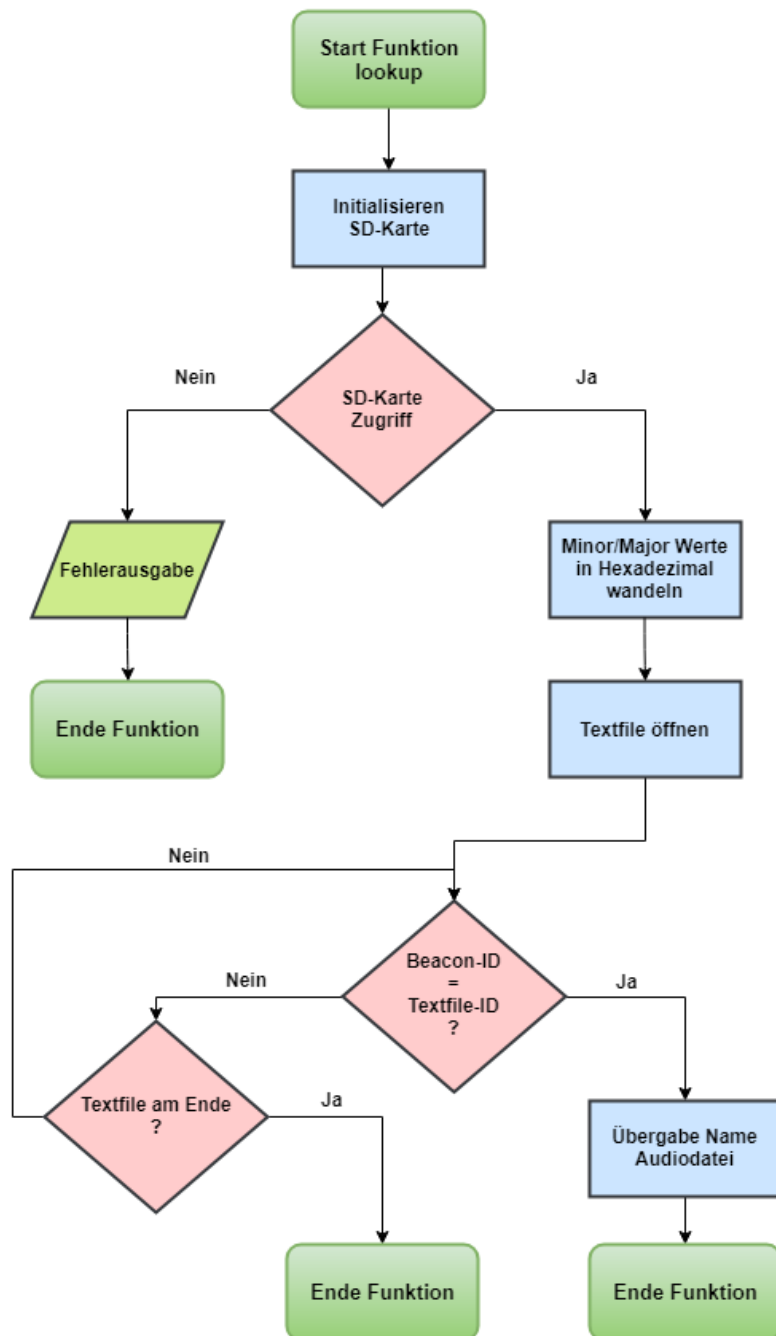 Start Funktion
lookup
Initialisieren
SD-Karte
Nein
Ja
SD-Karte
Zugriff
Fehlerausgabe
Minor/Major Werte
in Hexadezimal
wandeln
Ende Funktion
Textfile öffnen
Nein
Beacon-ID
=
Textfile-ID
?
Nein
Ja
Textfile am Ende
?
Ja
Übergabe Name
Audiodatei
Ende Funktion
Ende Funktion